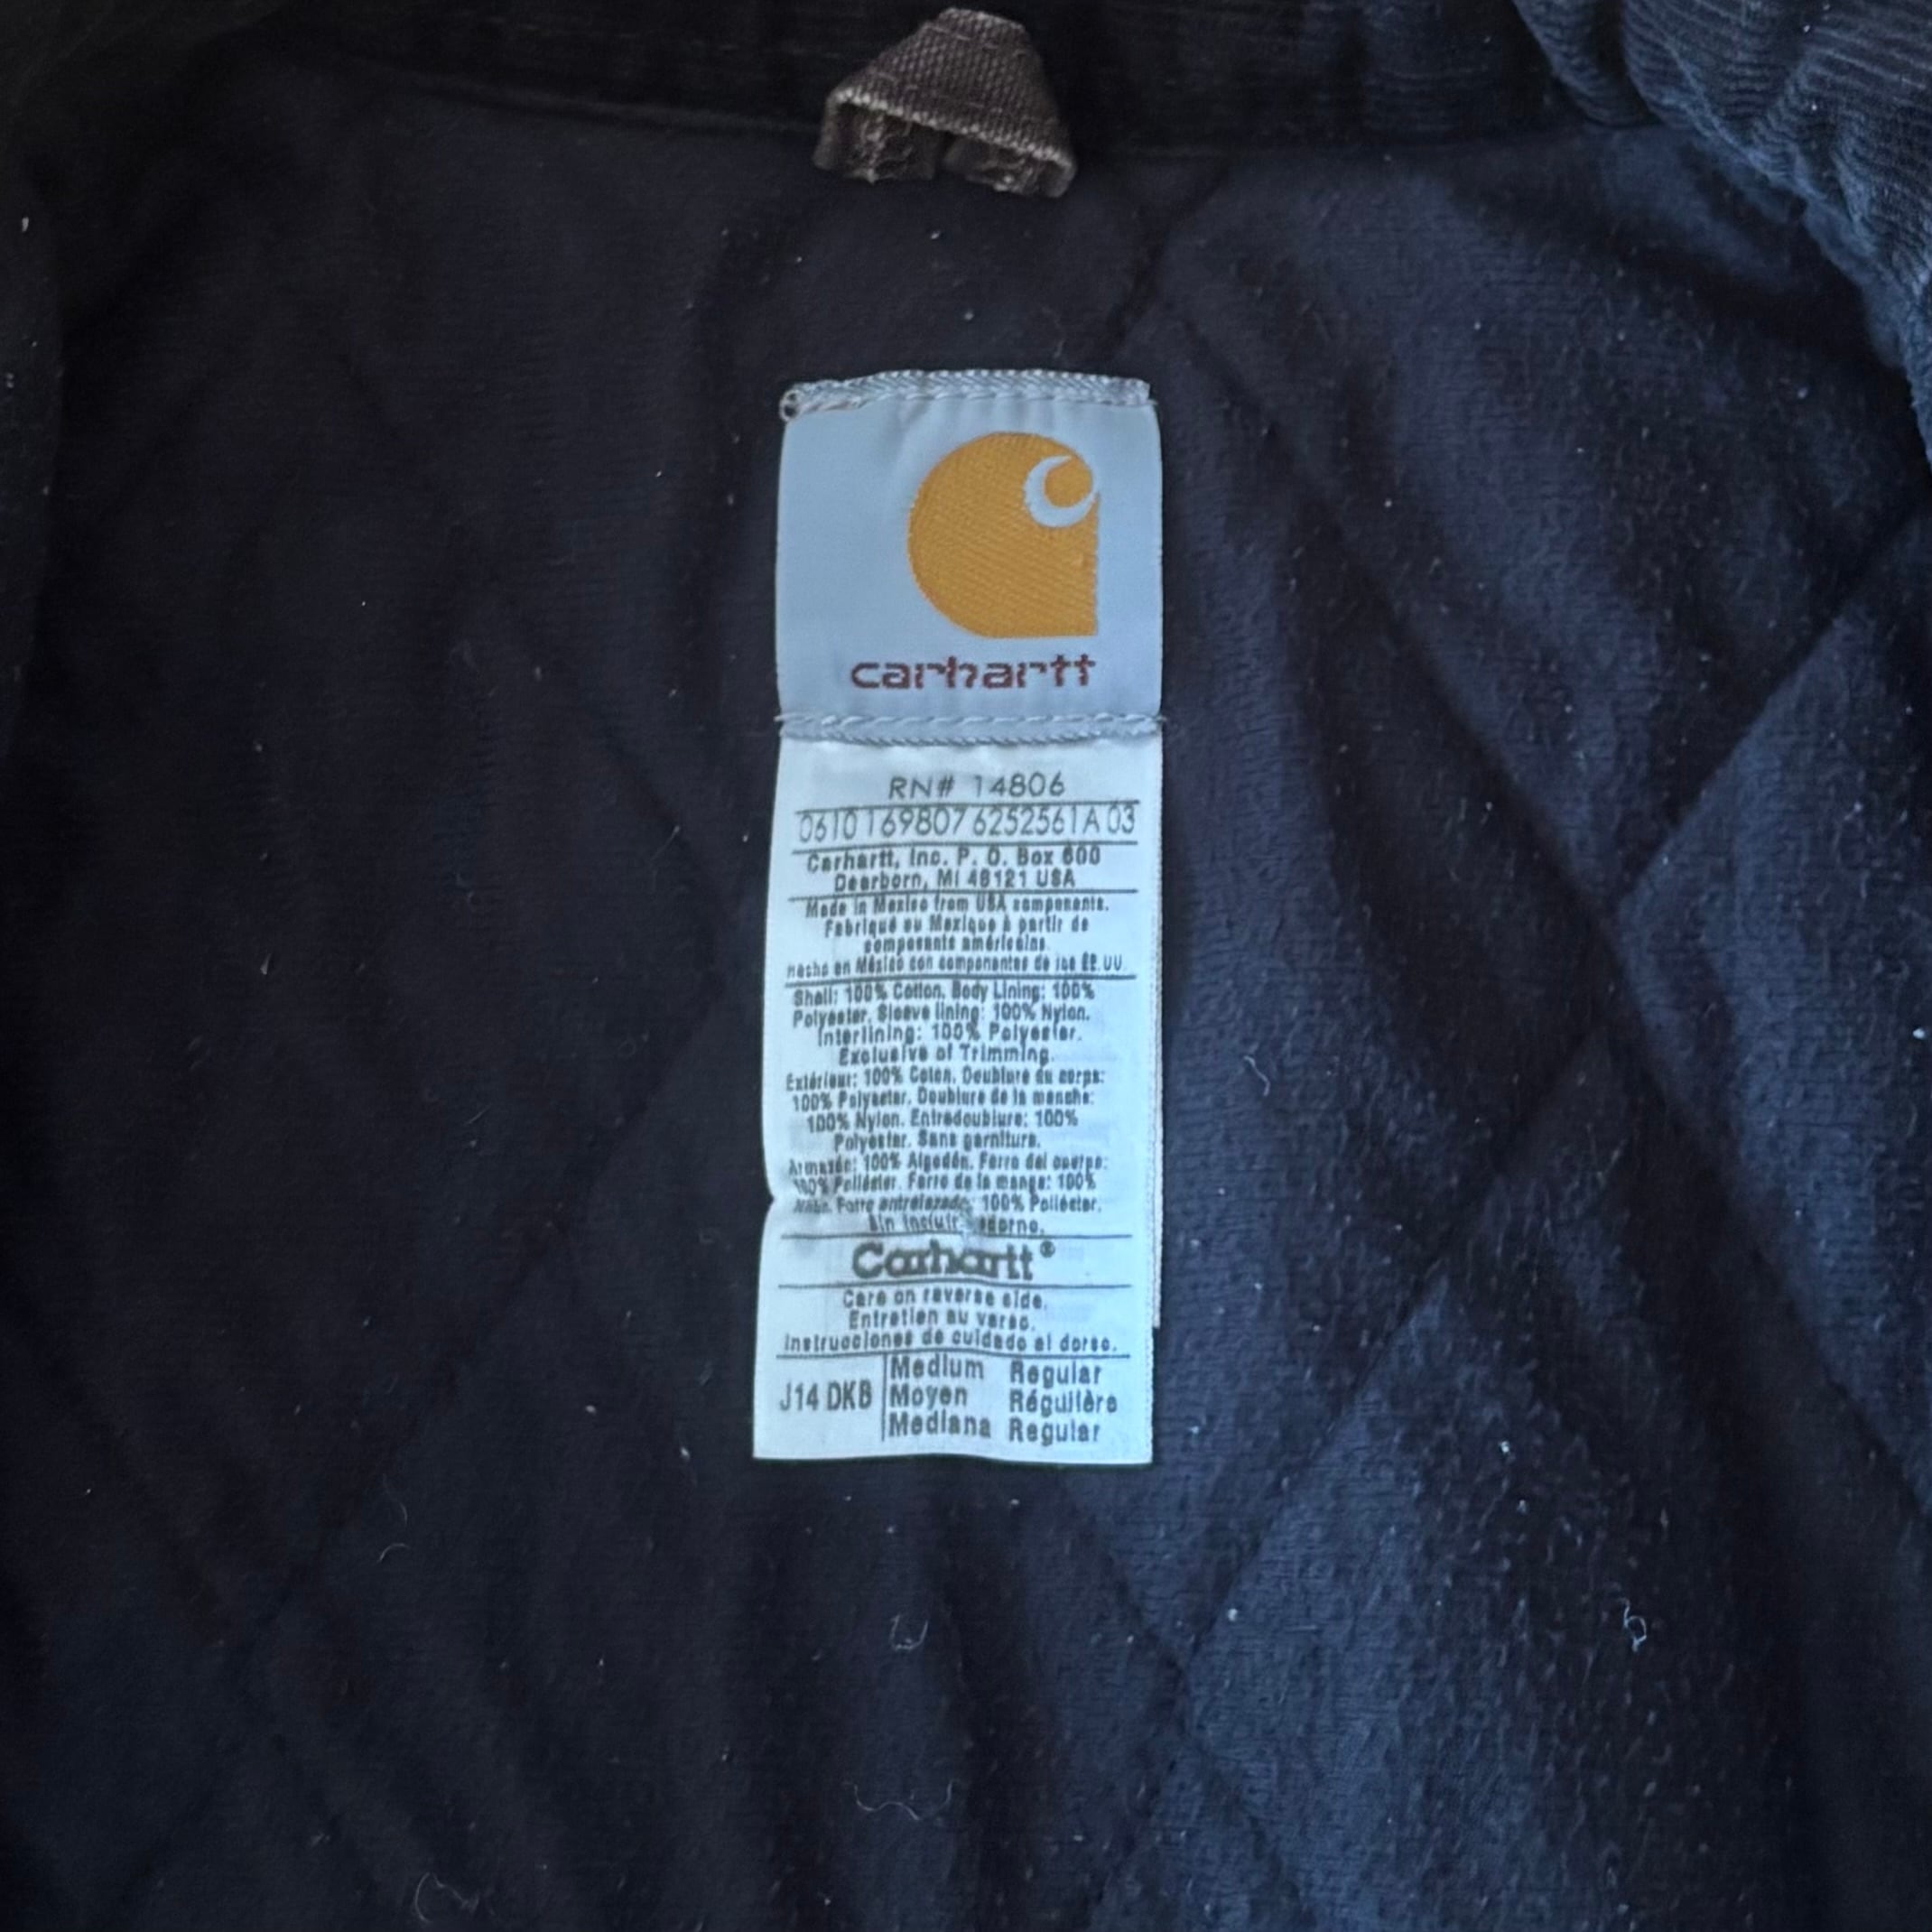 carhartt
RN# 14806
0610 169807 6252561A 03
Carhartt, Inc. P. O. Box 600
Dearborn, MI 48121 USA
Made in Mexico from USA components.
Fabriqué au Mexique à partir de
composants américains.
Hecho en México con componentes de los EE.UU.
Shell: 100% Cotton. Body Lining: 100%
Polyester. Sleeve lining: 100% Nylon.
Interlining: 100% Polyester.
Exclusive of Trimming.
Extérieur: 100% Coton. Doublure du corps:
100% Polyester. Doublure de la manche:
100% Nylon. Entredoublure: 100%
Polyester. Sans garniture.
Armazón: 100% Algodón. Forro del cuerpo:
100% Poliéster. Forro de la manga: 100%
Nilón. Forro entrelazado: 100% Poliéster.
Sin incluir adorno.
Carhartt®
Care on reverse side.
Entretien au verso.
Instrucciones de cuidado al dorso.
J14 DKB
Medium Regular
Moyen Régulière
Mediana Regular